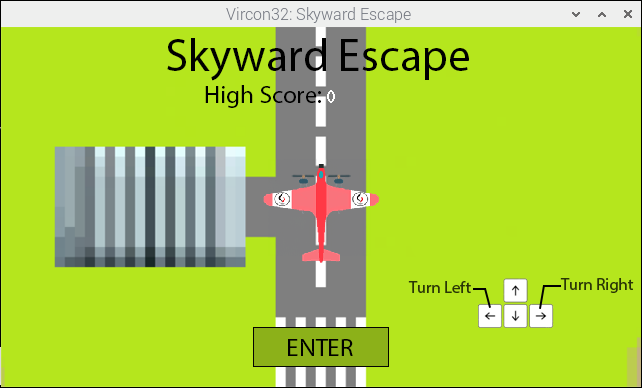 Vircon32: Skyward Escape
Skyward Escape
High Score: 0
Turn Left
Turn Right
↑
← ↓ →
ENTER